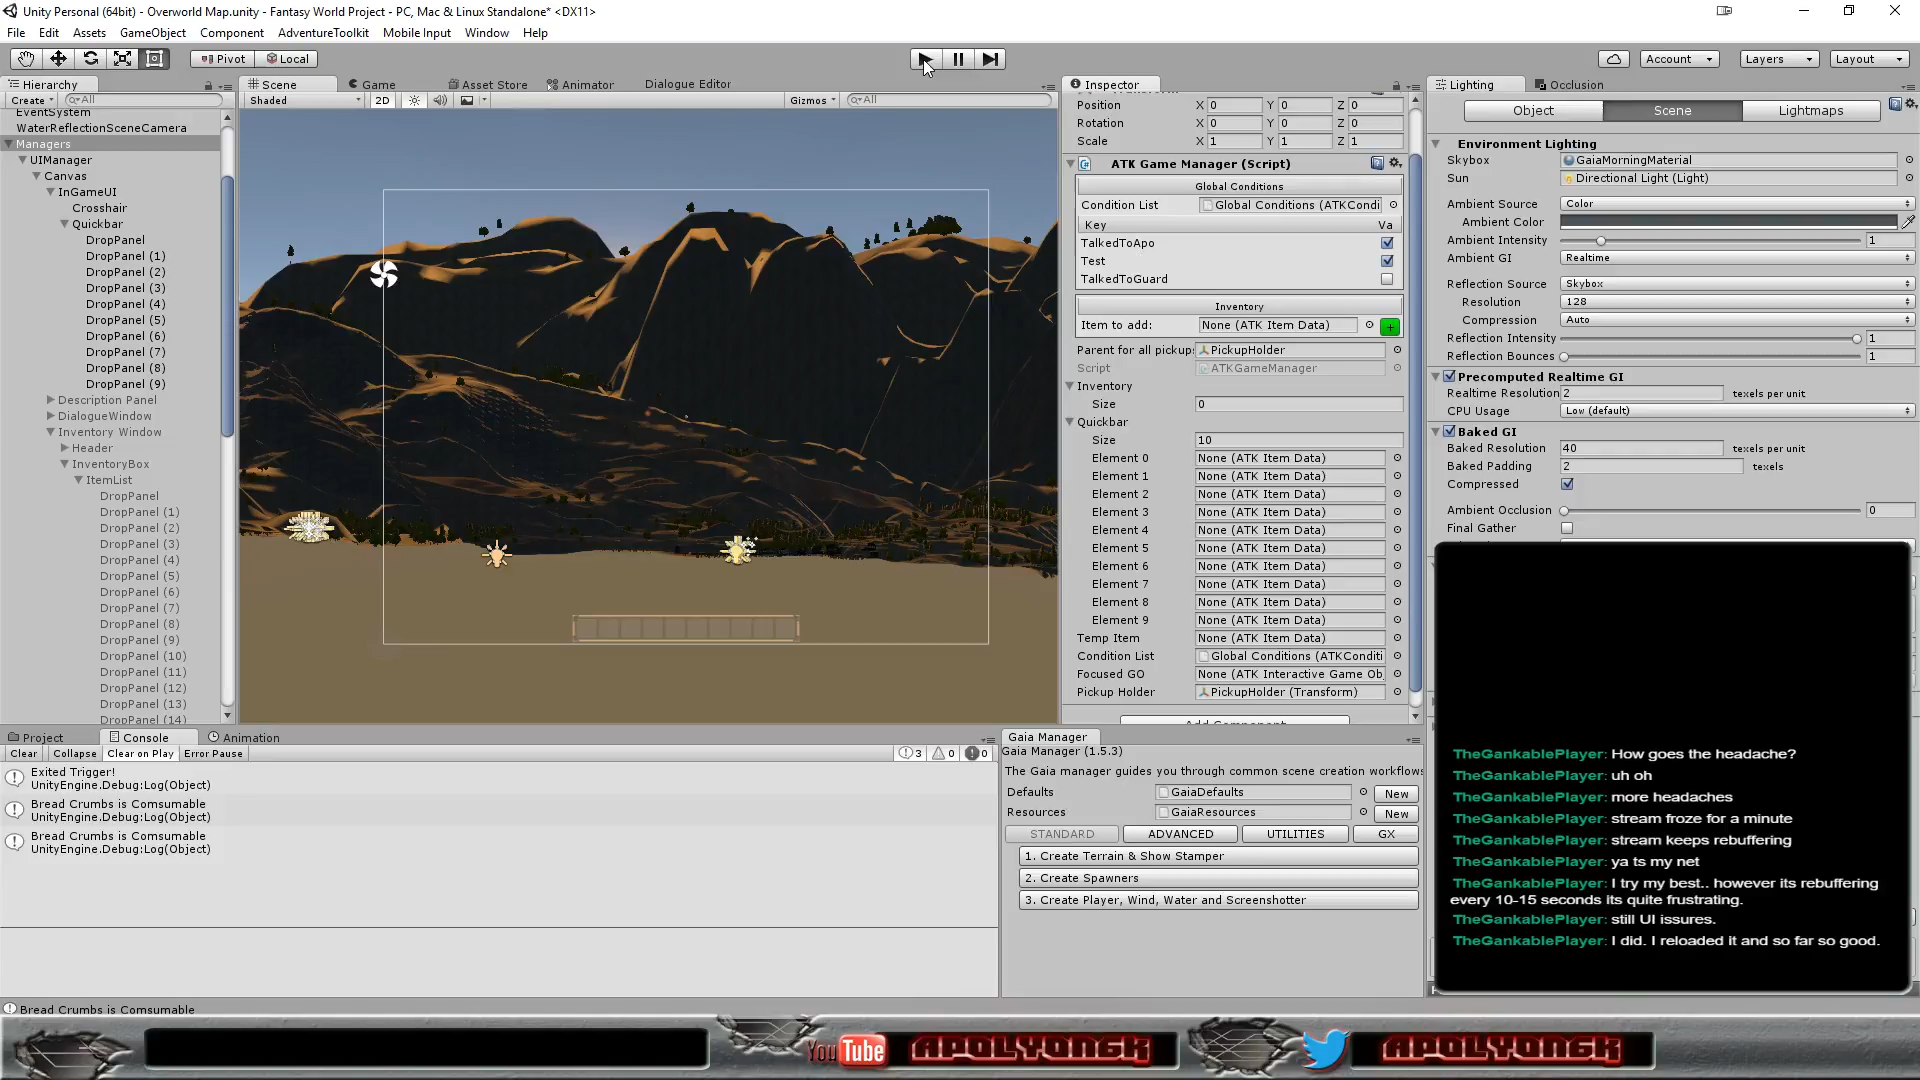 Unity Personal (64bit) - Overworld Map.unity - Fantasy World Project - PC, Mac & Linux Standalone* <DX11>
File Edit Assets GameObject Component AdventureToolkit Mobile Input Window Help
Pivot Local Account Layers Layout
Hierarchy
Create All
EventSystem
WaterReflectionSceneCamera
Managers
UIManager
Canvas
InGameUI
Crosshair
Quickbar
DropPanel
DropPanel (1)
DropPanel (2)
DropPanel (3)
DropPanel (4)
DropPanel (5)
DropPanel (6)
DropPanel (7)
DropPanel (8)
DropPanel (9)
Description Panel
DialogueWindow
Inventory Window
Header
InventoryBox
ItemList
DropPanel
DropPanel (1)
DropPanel (2)
DropPanel (3)
DropPanel (4)
DropPanel (5)
DropPanel (6)
DropPanel (7)
DropPanel (8)
DropPanel (9)
DropPanel (10)
DropPanel (11)
DropPanel (12)
DropPanel (13)
DropPanel (14)
Scene Game Asset Store Animator Dialogue Editor
Shaded 2D Gizmos All
Inspector
Position X 0 Y 0 Z 0
Rotation X 0 Y 0 Z 0
Scale X 1 Y 1 Z 1
ATK Game Manager (Script)
Global Conditions
Condition List Global Conditions (ATKCondi
Key Va
TalkedToApo
Test
TalkedToGuard
Inventory
Item to add: None (ATK Item Data) +
Parent for all pickups PickupHolder
Script ATKGameManager
Inventory
Size 0
Quickbar
Size 10
Element 0 None (ATK Item Data)
Element 1 None (ATK Item Data)
Element 2 None (ATK Item Data)
Element 3 None (ATK Item Data)
Element 4 None (ATK Item Data)
Element 5 None (ATK Item Data)
Element 6 None (ATK Item Data)
Element 7 None (ATK Item Data)
Element 8 None (ATK Item Data)
Element 9 None (ATK Item Data)
Temp Item None (ATK Item Data)
Condition List Global Conditions (ATKConditi
Focused GO None (ATK Interactive Game Ob
Pickup Holder PickupHolder (Transform)
Add Component
Lighting Occlusion
Object Scene Lightmaps
Environment Lighting
Skybox GaiaMorningMaterial
Sun Directional Light (Light)
Ambient Source Color
Ambient Color
Ambient Intensity 1
Ambient GI Realtime
Reflection Source Skybox
Resolution 128
Compression Auto
Reflection Intensity 1
Reflection Bounces 1
Precomputed Realtime GI
Realtime Resolution 2 texels per unit
CPU Usage Low (default)
Baked GI
Baked Resolution 40 texels per unit
Baked Padding 2 texels
Compressed
Ambient Occlusion 0
Final Gather
Project Console Animation
Clear Collapse Clear on Play Error Pause 3 0 0
Exited Trigger!
UnityEngine.Debug:Log(Object)
Bread Crumbs is Comsumable
UnityEngine.Debug:Log(Object)
Bread Crumbs is Comsumable
UnityEngine.Debug:Log(Object)
Bread Crumbs is Comsumable
Gaia Manager
Gaia Manager (1.5.3)
The Gaia manager guides you through common scene creation workflows
Defaults GaiaDefaults New
Resources GaiaResources New
STANDARD ADVANCED UTILITIES GX
1. Create Terrain & Show Stamper
2. Create Spawners
3. Create Player, Wind, Water and Screenshotter
TheGankablePlayer: How goes the headache?
TheGankablePlayer: uh oh
TheGankablePlayer: more headaches
TheGankablePlayer: stream froze for a minute
TheGankablePlayer: stream keeps rebuffering
TheGankablePlayer: ya ts my net
TheGankablePlayer: I try my best.. however its rebuffering
every 10-15 seconds its quite frustrating.
TheGankablePlayer: still UI issures.
TheGankablePlayer: I did. I reloaded it and so far so good.
YouTube APOLYONGK APOLYONGK